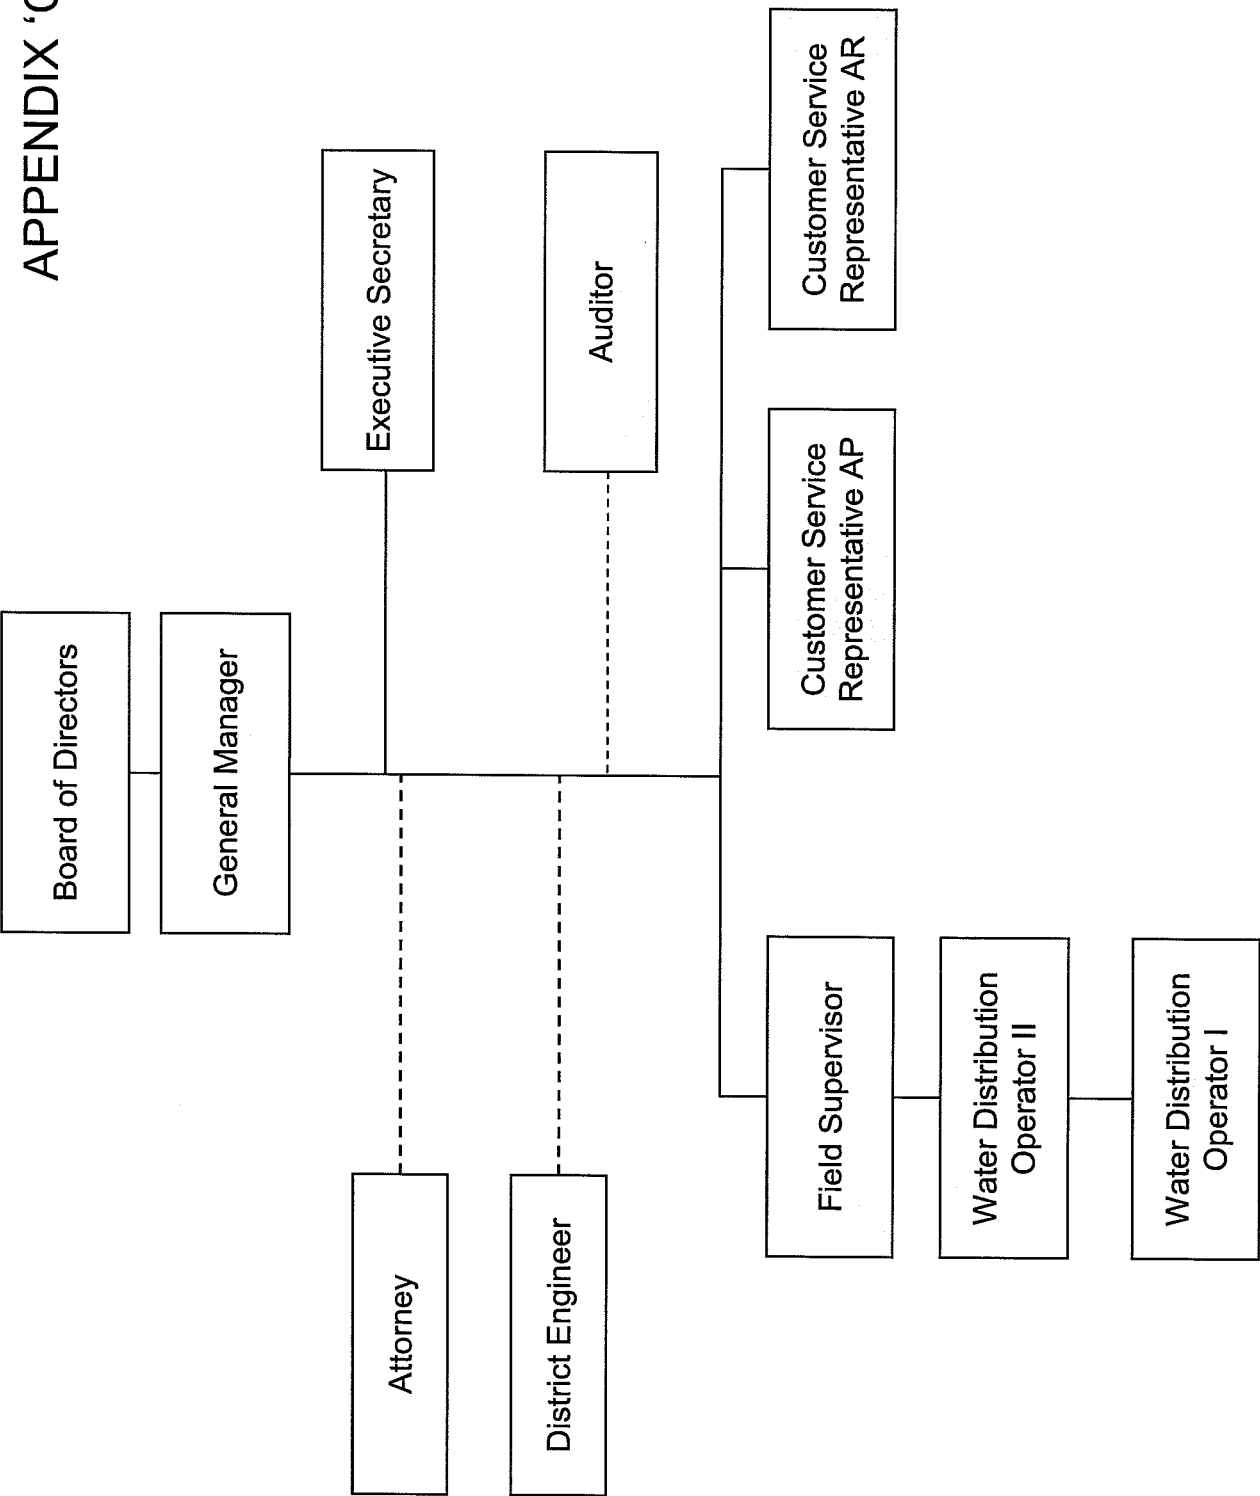 APPENDIX ‘C
Board of Directors
General Manager
Executive Secretary
Attorney
District Engineer
Auditor
Field Supervisor
Customer Service
Representative AP
Customer Service
Representative AR
Water Distribution
Operator II
Water Distribution
Operator I